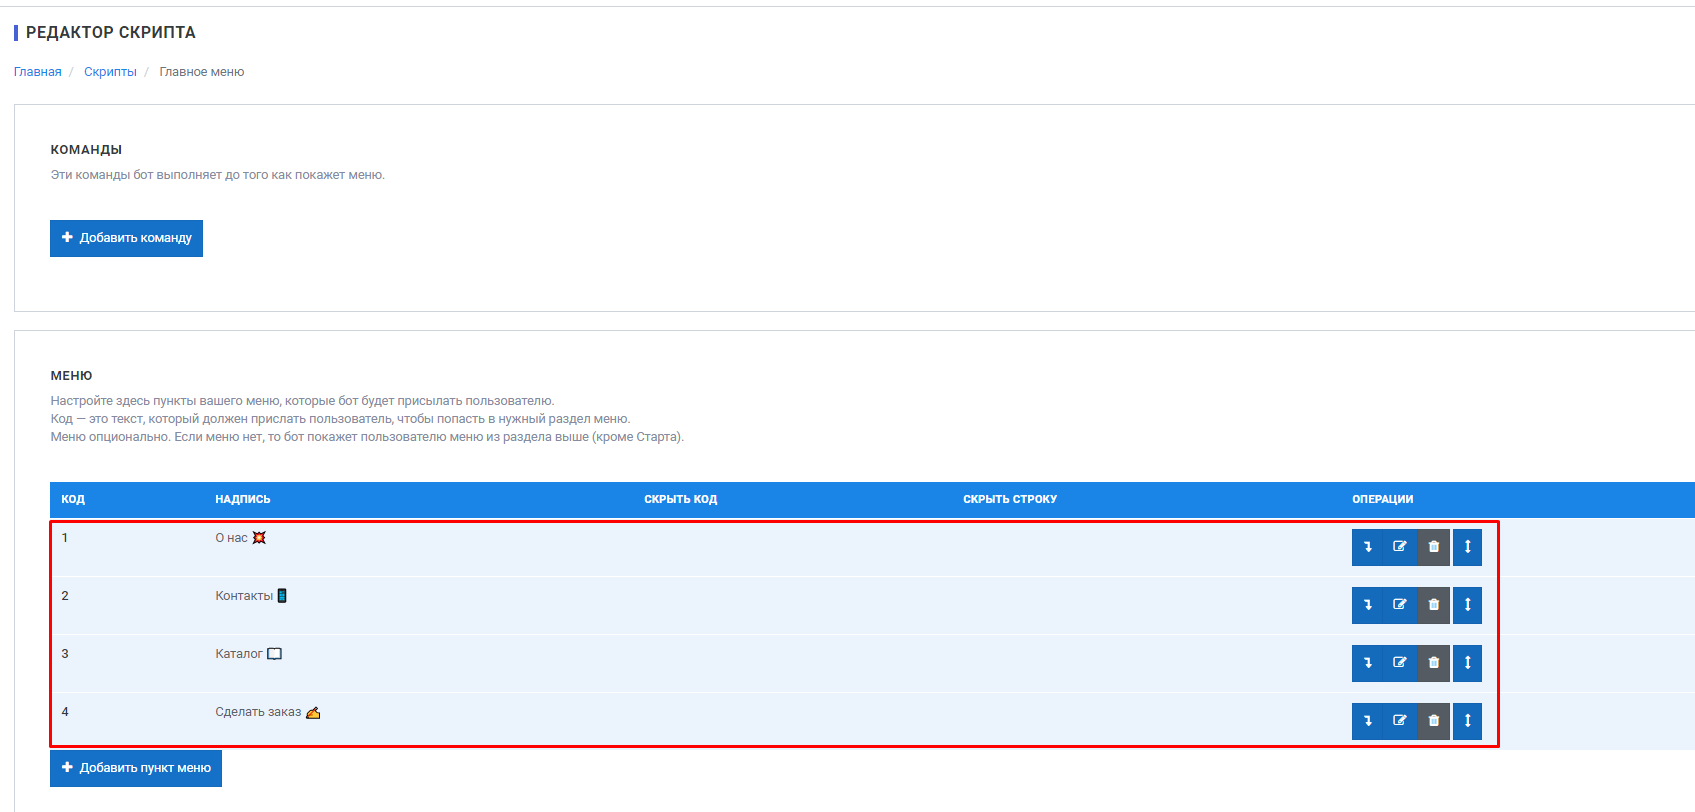 РЕДАКТОР СКРИПТА
Главная / Скрипты / Главное меню
КОМАНДЫ
Эти команды бот выполняет до того как покажет меню.
Добавить команду
МЕНЮ
Настройте здесь пункты вашего меню, которые бот будет присылать пользователю.
Код — это текст, который должен прислать пользователь, чтобы попасть в нужный раздел меню.
Меню опционально. Если меню нет, то бот покажет пользователю меню из раздела выше (кроме Старта).
КОД НАДПИСЬ СКРЫТЬ КОД СКРЫТЬ СТРОКУ ОПЕРАЦИИ
1 О нас 💥
2 Контакты 📱
3 Каталог 📖
4 Сделать заказ ✍
Добавить пункт меню